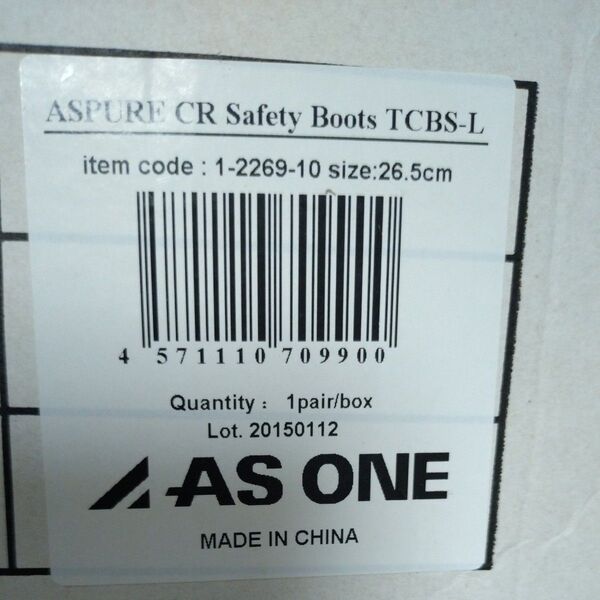 ASPURE CR Safety Boots TCBS-L
item code : 1-2269-10 size:26.5cm
4 571110 709900
Quantity : 1pair/box
Lot. 20150112
AS ONE
MADE IN CHINA